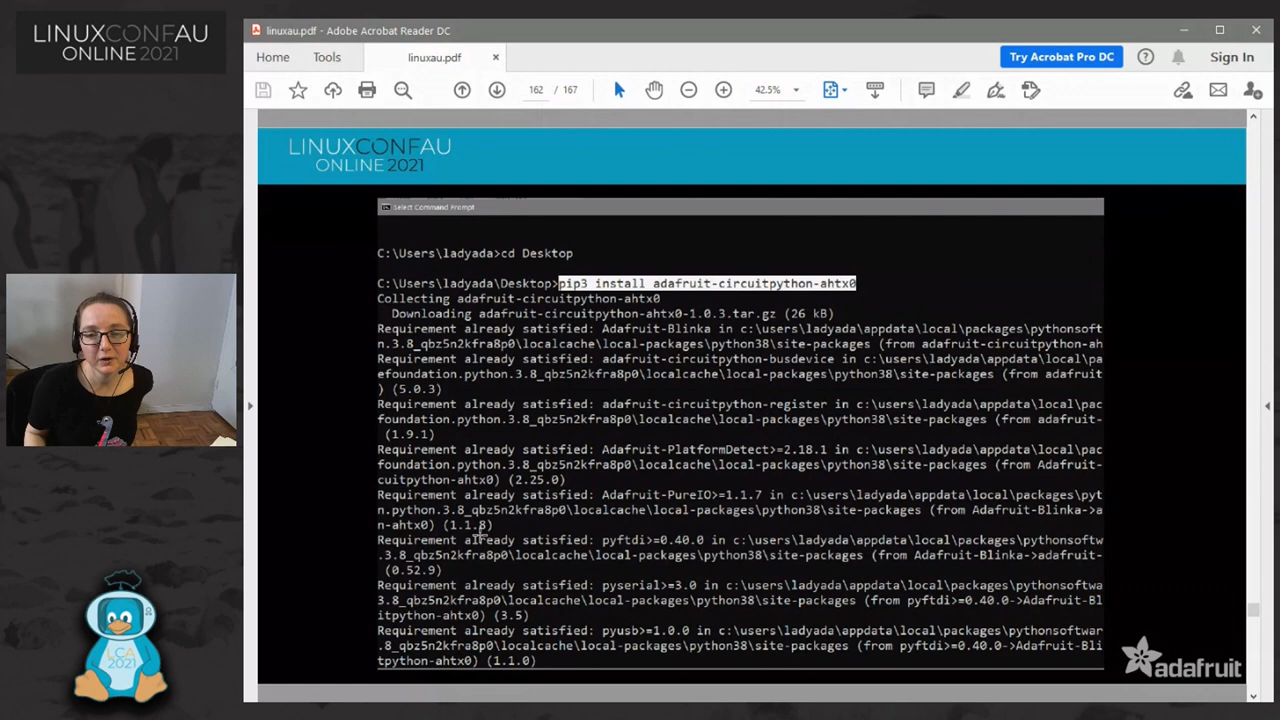 LINUXCONFAU
ONLINE 2021
linuxau.pdf - Adobe Acrobat Reader DC
Home
Tools
linuxau.pdf
×
Try Acrobat Pro DC
Sign In
162 / 167
42.5%
LINUXCONFAU
ONLINE 2021
Select Command Prompt
C:\Users\ladyada>cd Desktop
C:\Users\ladyada\Desktop>pip3 install adafruit-circuitpython-ahtx0
Collecting adafruit-circuitpython-ahtx0
Downloading adafruit-circuitpython-ahtx0-1.0.3.tar.gz (26 kB)
Requirement already satisfied: Adafruit-Blinka in c:\users\ladyada\appdata\local\packages\pythonsoft
n.3.8_qbz5n2kfra8p0\localcache\local-packages\python38\site-packages (from adafruit-circuitpython-ah
Requirement already satisfied: adafruit-circuitpython-busdevice in c:\users\ladyada\appdata\local\pa
efoundation.python.3.8_qbz5n2kfra8p0\localcache\local-packages\python38\site-packages (from adafruit
) (5.0.3)
Requirement already satisfied: adafruit-circuitpython-register in c:\users\ladyada\appdata\local\pac
foundation.python.3.8_qbz5n2kfra8p0\localcache\local-packages\python38\site-packages (from adafruit-
(1.9.1)
Requirement already satisfied: Adafruit-PlatformDetect>=2.18.1 in c:\users\ladyada\appdata\local\pac
foundation.python.3.8_qbz5n2kfra8p0\localcache\local-packages\python38\site-packages (from Adafruit-
cuitpython-ahtx0) (2.25.0)
Requirement already satisfied: Adafruit-PureIO>=1.1.7 in c:\users\ladyada\appdata\local\packages\pyt
n.python.3.8_qbz5n2kfra8p0\localcache\local-packages\python38\site-packages (from Adafruit-Blinka->a
n-ahtx0) (1.1.8)
Requirement already satisfied: pyftdi>=0.40.0 in c:\users\ladyada\appdata\local\packages\pythonsoftw
.3.8_qbz5n2kfra8p0\localcache\local-packages\python38\site-packages (from Adafruit-Blinka->adafruit-
(0.52.9)
Requirement already satisfied: pyserial>=3.0 in c:\users\ladyada\appdata\local\packages\pythonsoftwa
3.8_qbz5n2kfra8p0\localcache\local-packages\python38\site-packages (from pyftdi>=0.40.0->Adafruit-Bl
itpython-ahtx0) (3.5)
Requirement already satisfied: pyusb>=1.0.0 in c:\users\ladyada\appdata\local\packages\pythonsoftwar
.8_qbz5n2kfra8p0\localcache\local-packages\python38\site-packages (from pyftdi>=0.40.0->Adafruit-Bli
tpython-ahtx0) (1.1.0)
LCA
2021
adafruit